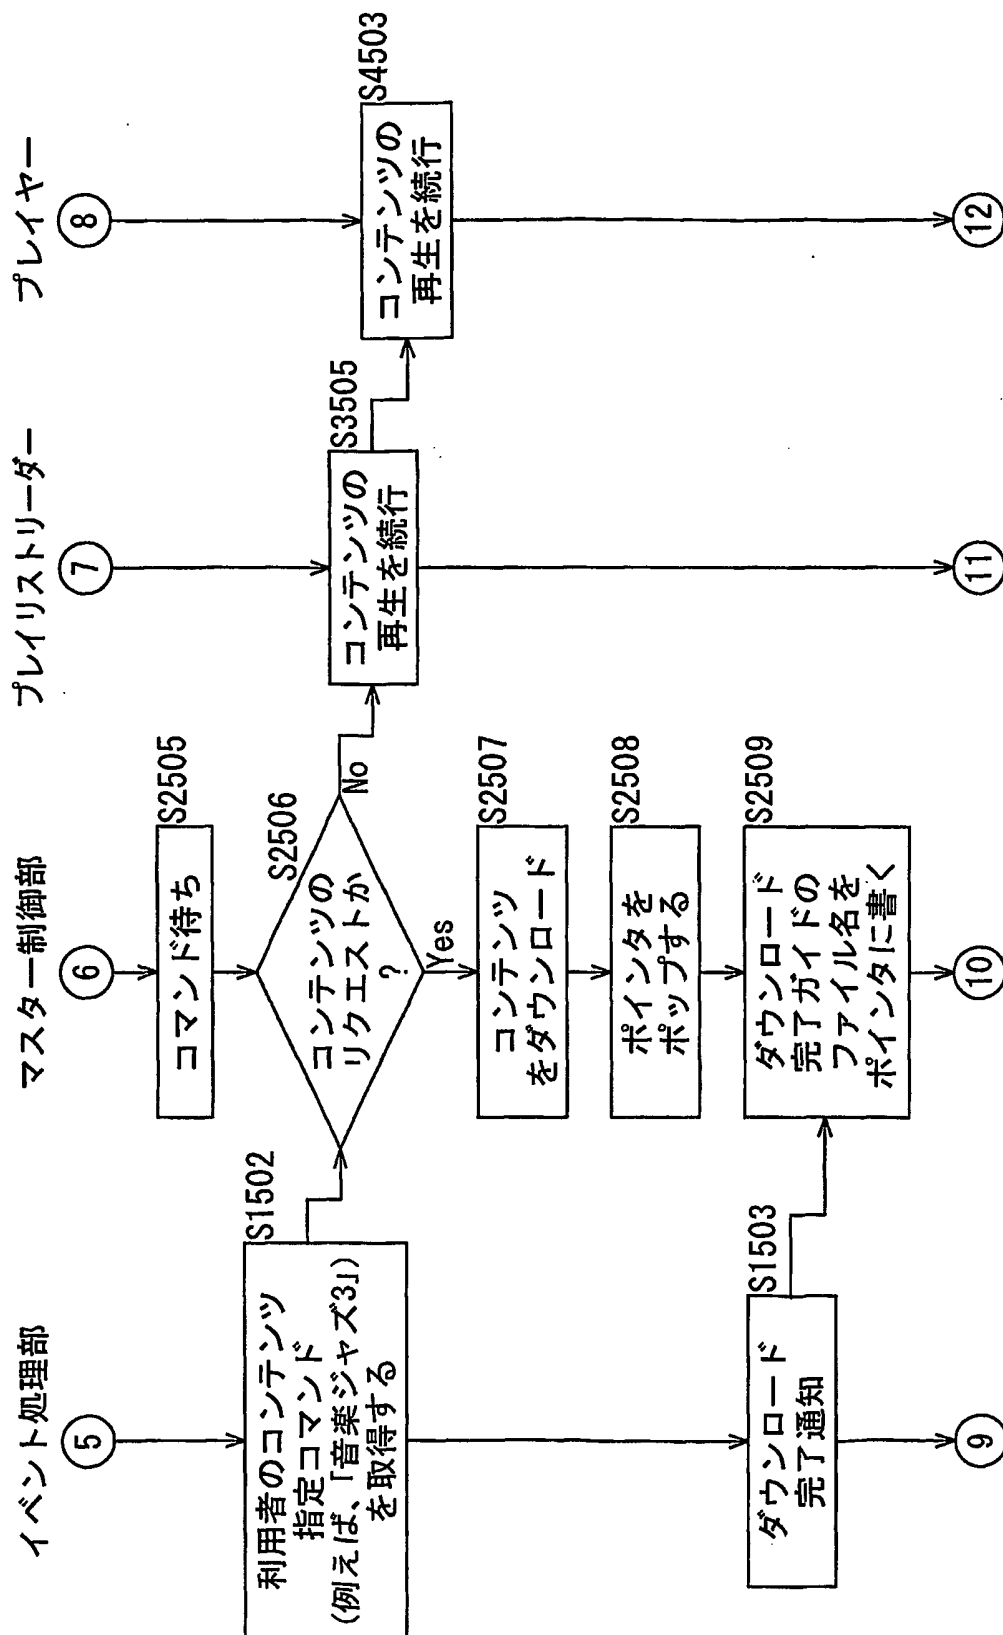 イベント処理部
マスター制御部
プレイリストリーダー
プレイヤー
5
6
7
8
S2505
コマンド待ち
S1502
利用者のコンテンツ
指定コマンド
(例えば、「音楽ジャズ3」)
を取得する
S2506
コンテンツの
リクエストか
?
No
Yes
S3505
コンテンツの
再生を続行
S4503
コンテンツの
再生を続行
S2507
コンテンツ
をダウンロード
S2508
ポインタを
ポップする
S1503
ダウンロード
完了通知
S2509
ダウンロード
完了ガイドの
ファイル名を
ポインタに書く
9
10
11
12